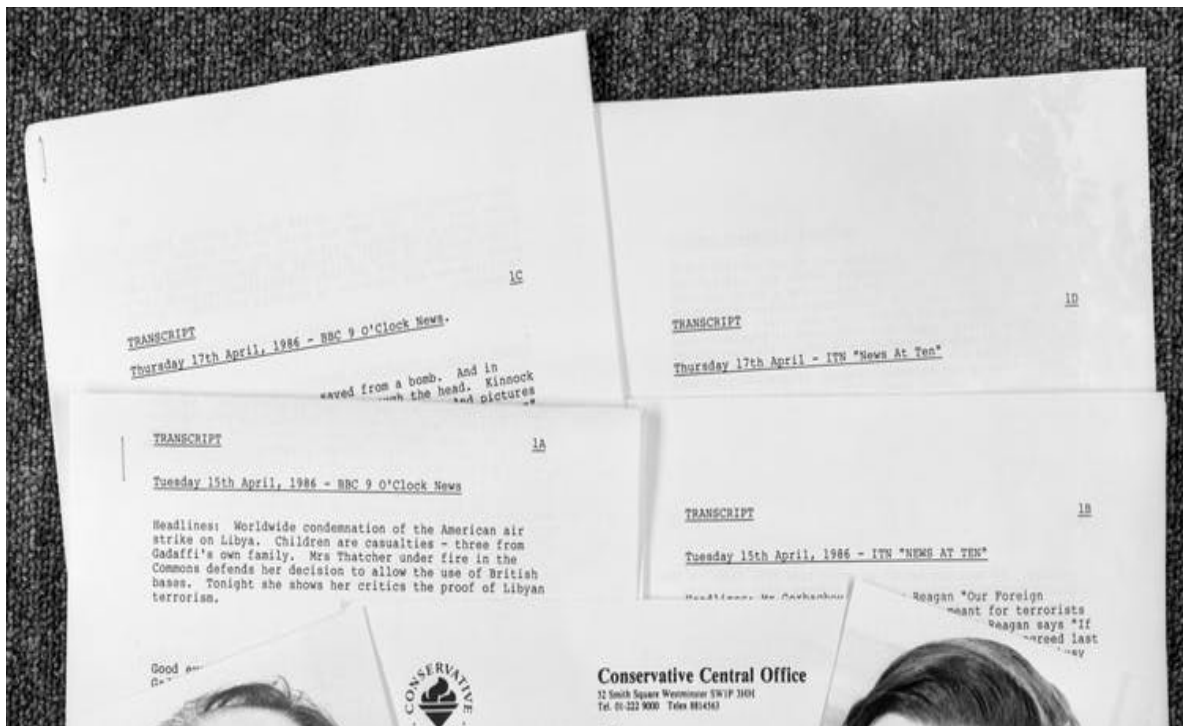 1C
TRANSCRIPT
Thursday 17th April, 1986 - BBC 9 O'Clock News.
saved from a bomb. And in
the head. Kinnock
and pictures
1D
TRANSCRIPT
Thursday 17th April - ITN "News At Ten"
TRANSCRIPT 1A
Tuesday 15th April, 1986 - BBC 9 O'Clock News
Headlines: Worldwide condemnation of the American air
strike on Libya. Children are casualties - three from
Gadaffi's own family. Mrs Thatcher under fire in the
Commons defends her decision to allow the use of British
bases. Tonight she shows her critics the proof of Libyan
terrorism.
Good
TRANSCRIPT 1B
Tuesday 15th April, 1986 - ITN "NEWS AT TEN"
Headlines: Mr Reagan "Our Foreign
meant for terrorists
Reagan says "If
agreed last
CONSERVATIVE
Conservative Central Office
32 Smith Square Westminster SW1P 3HH
Tel. 01-222 9000 Telex 8814563